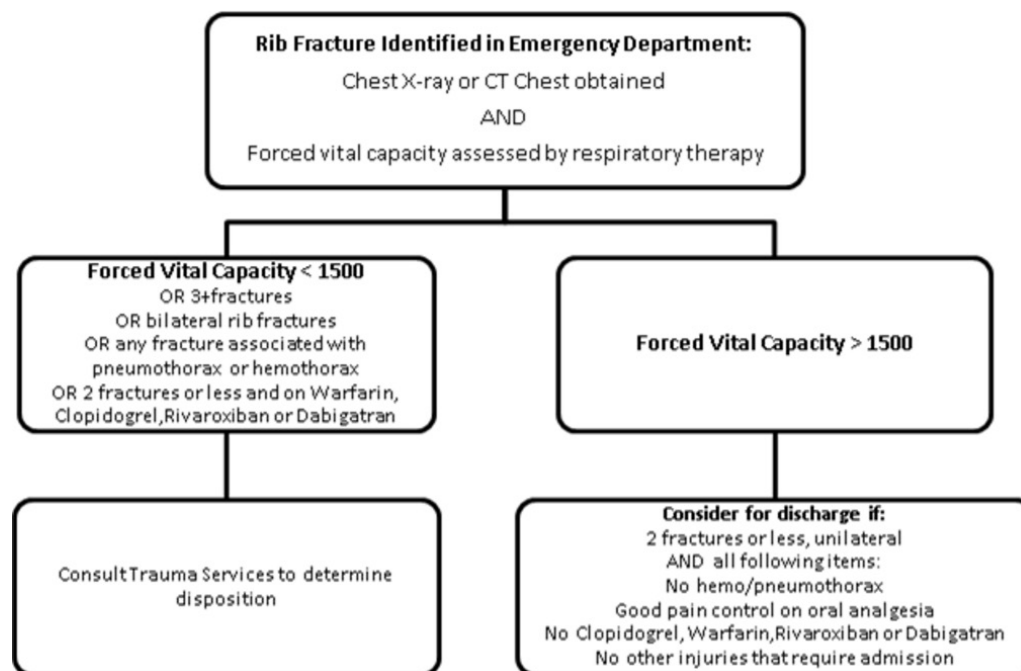 Rib Fracture Identified in Emergency Department:
Chest X-ray or CT Chest obtained
AND
Forced vital capacity assessed by respiratory therapy
Forced Vital Capacity < 1500
OR 3+fractures
OR bilateral rib fractures
OR any fracture associated with
pneumothorax or hemothorax
OR 2 fractures or less and on Warfarin,
Clopidogrel,Rivaroxiban or Dabigatran
Forced Vital Capacity > 1500
Consult Trauma Services to determine
disposition
Consider for discharge if:
2 fractures or less, unilateral
AND all following items:
No hemo/pneumothorax
Good pain control on oral analgesia
No Clopidogrel, Warfarin,Rivaroxiban or Dabigatran
No other injuries that require admission